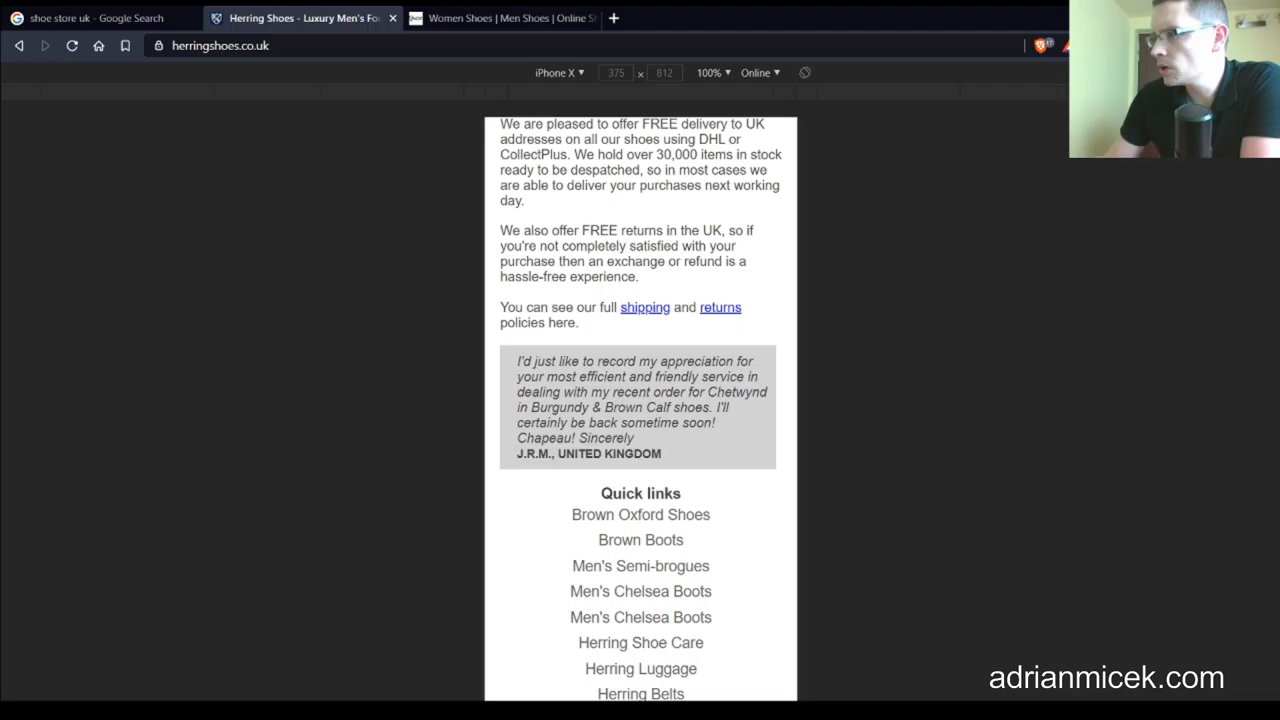 shoe store uk - Google Search
Herring Shoes - Luxury Men's Fo
Women Shoes | Men Shoes | Online S
herringshoes.co.uk
iPhone X ▼ 375 × 812 100% ▼ Online ▼
We are pleased to offer FREE delivery to UK
addresses on all our shoes using DHL or
CollectPlus. We hold over 30,000 items in stock
ready to be despatched, so in most cases we
are able to deliver your purchases next working
day.
We also offer FREE returns in the UK, so if
you're not completely satisfied with your
purchase then an exchange or refund is a
hassle-free experience.
You can see our full shipping and returns
policies here.
I'd just like to record my appreciation for
your most efficient and friendly service in
dealing with my recent order for Chetwynd
in Burgundy & Brown Calf shoes. I'll
certainly be back sometime soon!
Chapeau! Sincerely
J.R.M., UNITED KINGDOM
Quick links
Brown Oxford Shoes
Brown Boots
Men's Semi-brogues
Men's Chelsea Boots
Men's Chelsea Boots
Herring Shoe Care
Herring Luggage
Herring Belts
adrianmicek.com